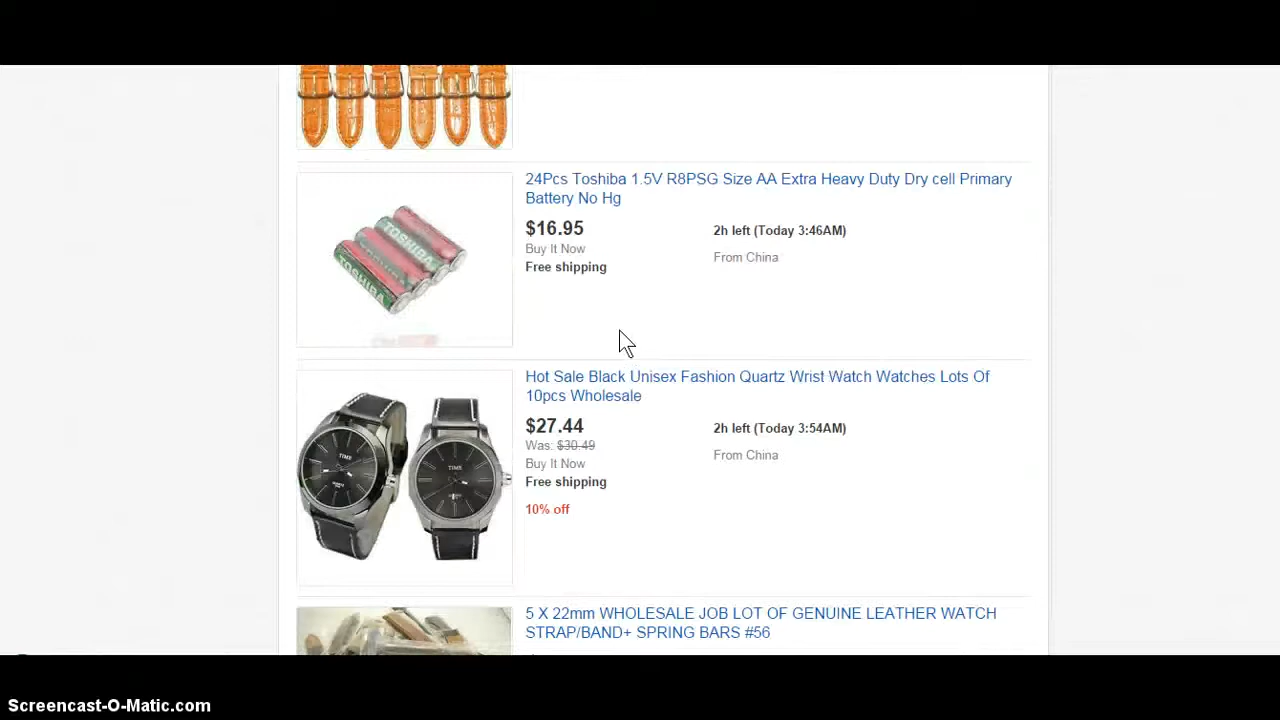 24Pcs Toshiba 1.5V R8PSG Size AA Extra Heavy Duty Dry cell Primary
Battery No Hg
$16.95
2h left (Today 3:46AM)
Buy It Now
From China
Free shipping
TOSHIBA
TOSHIBA
Hot Sale Black Unisex Fashion Quartz Wrist Watch Watches Lots Of
10pcs Wholesale
$27.44
2h left (Today 3:54AM)
Was: $30.49
From China
Buy It Now
Free shipping
10% off
TIME
TIME
5 X 22mm WHOLESALE JOB LOT OF GENUINE LEATHER WATCH
STRAP/BAND+ SPRING BARS #56
Screencast-O-Matic.com